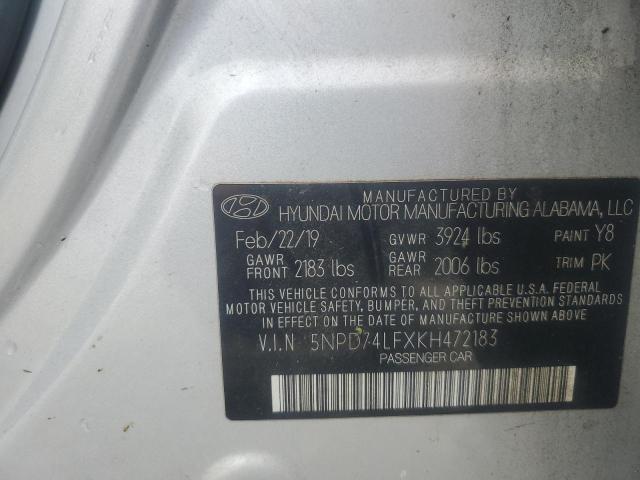 MANUFACTURED BY
HYUNDAI MOTOR MANUFACTURING ALABAMA, LLC
Feb/22/19 GVWR 3924 lbs PAINT Y8
GAWR FRONT 2183 lbs GAWR REAR 2006 lbs TRIM PK
THIS VEHICLE CONFORMS TO ALL APPLICABLE U.S.A. FEDERAL
MOTOR VEHICLE SAFETY, BUMPER, AND THEFT PREVENTION STANDARDS
IN EFFECT ON THE DATE OF MANUFACTURE SHOWN ABOVE.
V.I.N 5NPD74LFXKH472183
PASSENGER CAR